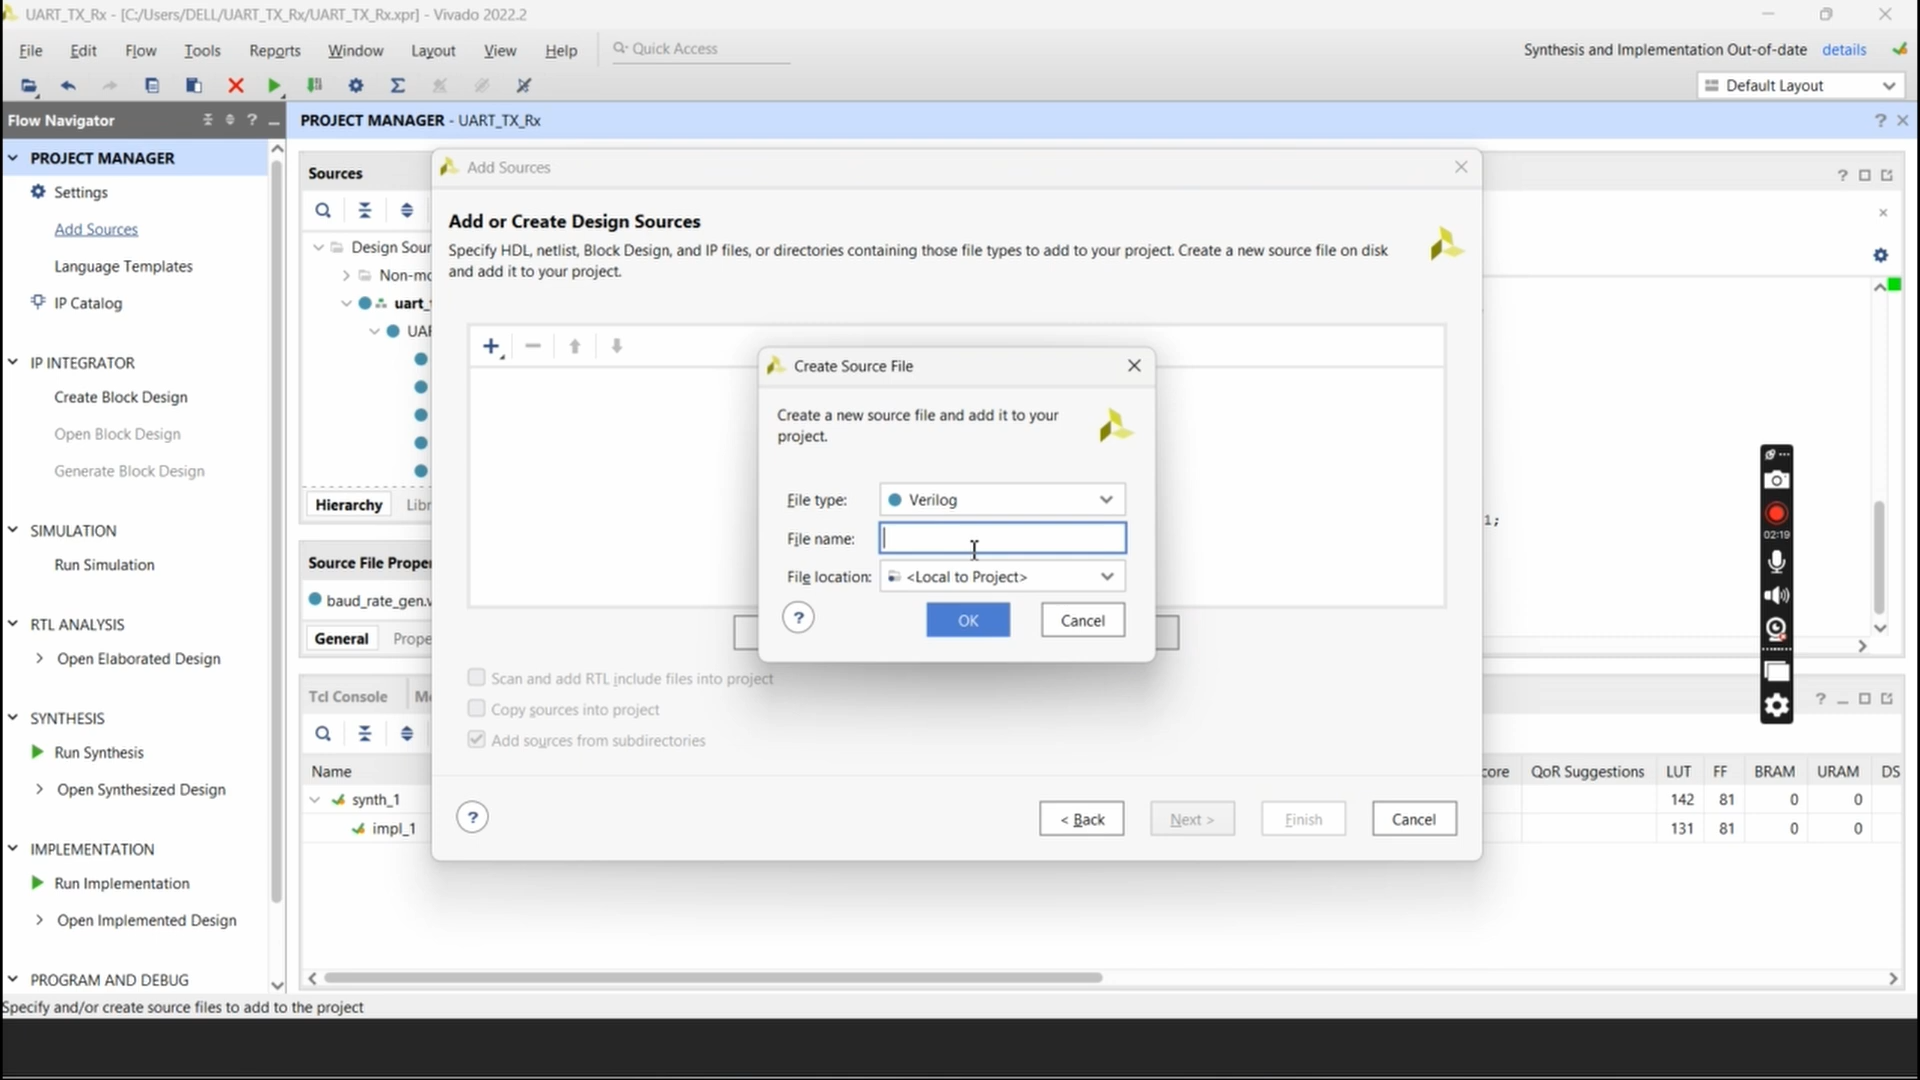 UART_TX_Rx - [C:/Users/DELL/UART_TX_Rx/UART_TX_Rx.xpr] - Vivado 2022.2
File Edit Flow Tools Reports Window Layout View Help Quick Access
Synthesis and Implementation Out-of-date details
Default Layout
Flow Navigator
PROJECT MANAGER - UART_TX_Rx
PROJECT MANAGER
Settings
Add Sources
Language Templates
IP Catalog
IP INTEGRATOR
Create Block Design
Open Block Design
Generate Block Design
SIMULATION
Run Simulation
RTL ANALYSIS
Open Elaborated Design
SYNTHESIS
Run Synthesis
Open Synthesized Design
IMPLEMENTATION
Run Implementation
Open Implemented Design
PROGRAM AND DEBUG
Sources
Design Sour
Non-mo
uart_
UAR
Hierarchy Libr
Source File Proper
baud_rate_gen.v
General Prope
Tcl Console Me
Name
synth_1
impl_1
Add Sources
Add or Create Design Sources
Specify HDL, netlist, Block Design, and IP files, or directories containing those file types to add to your project. Create a new source file on disk
and add it to your project.
Create Source File
Create a new source file and add it to your
project.
File type: Verilog
File name:
File location: <Local to Project>
? OK Cancel
Scan and add RTL include files into project
Copy sources into project
Add sources from subdirectories
? < Back Next > Finish Cancel
1;
02:19
core QoR Suggestions LUT FF BRAM URAM DS
142 81 0 0
131 81 0 0
Specify and/or create source files to add to the project